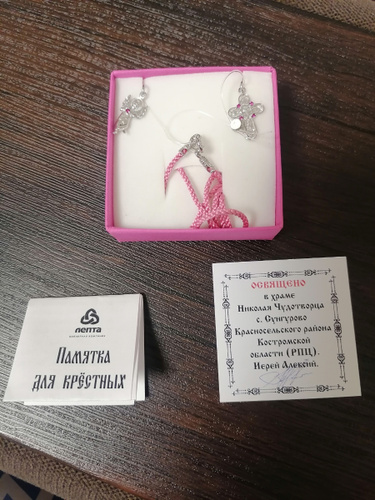 лепта
Памятка
для крёстных
ОСВЯЩЕНО
в храме
Николая Чудотворца
с. Сунгурово
Красносельского района
Костромской
области (РПЦ).
Иерей Алексий.